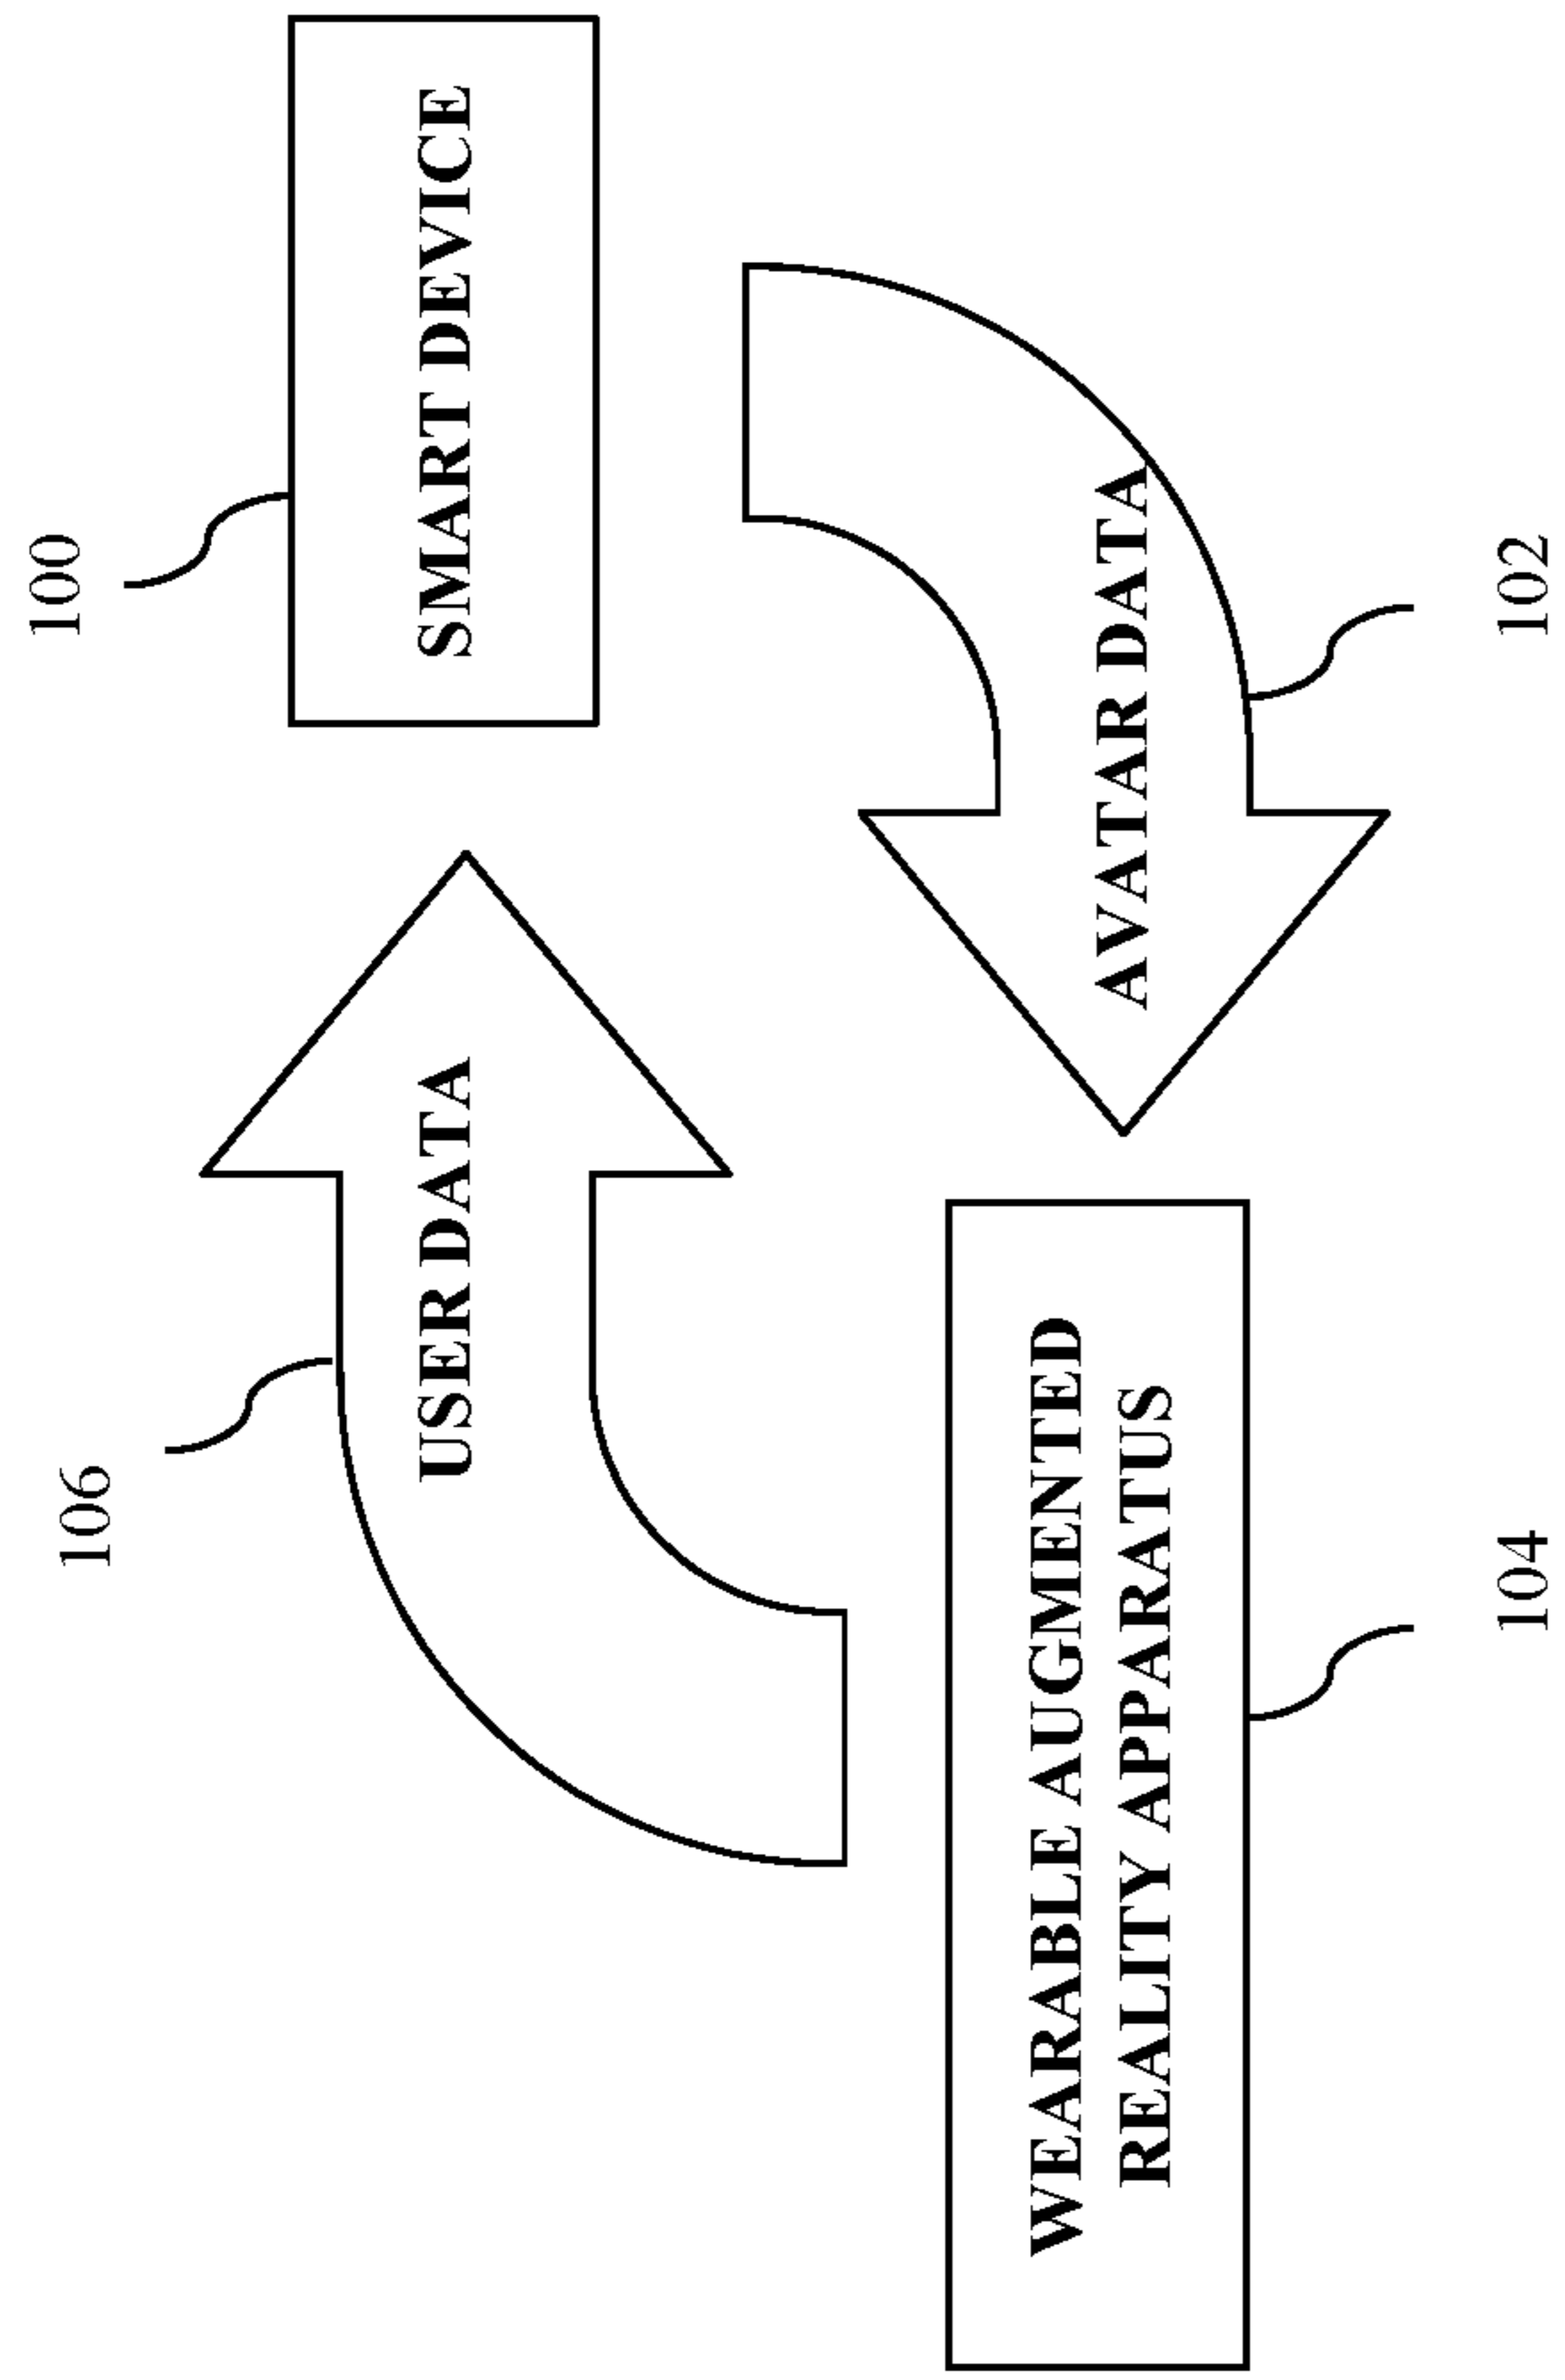 106
100
USER DATA
SMART DEVICE
WEARABLE AUGMENTED
REALITY APPARATUS
AVATAR DATA
104
102